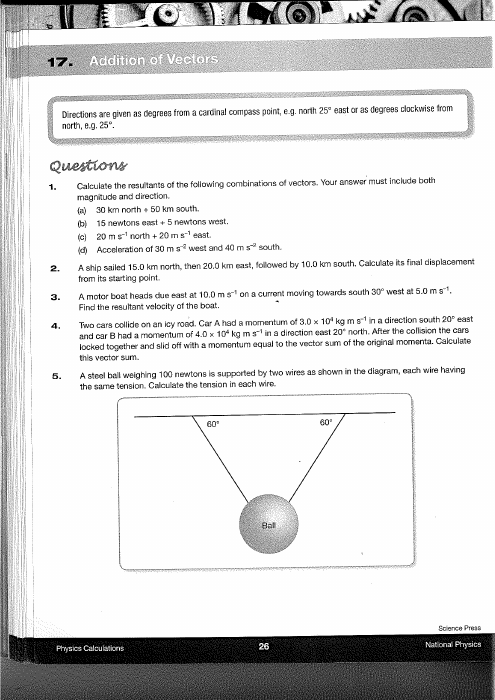 17. Addition of Vectors
Directions are given as degrees from a cardinal compass point, e.g. north 25° east or as degrees clockwise from
north, e.g. 25°.
Questions
1. Calculate the resultants of the following combinations of vectors. Your answer must include both
magnitude and direction.
(a) 30 km north + 50 km south.
(b) 15 newtons east + 5 newtons west.
(c) 20 m s⁻¹ north + 20 m s⁻¹ east.
(d) Acceleration of 30 m s⁻² west and 40 m s⁻² south.
2. A ship sailed 15.0 km north, then 20.0 km east, followed by 10.0 km south. Calculate its final displacement
from its starting point.
3. A motor boat heads due east at 10.0 m s⁻¹ on a current moving towards south 30° west at 5.0 m s⁻¹.
Find the resultant velocity of the boat.
4. Two cars collide on an icy road. Car A had a momentum of 3.0 × 10⁴ kg m s⁻¹ in a direction south 20° east
and car B had a momentum of 4.0 × 10⁴ kg m s⁻¹ in a direction east 20° north. After the collision the cars
locked together and slid off with a momentum equal to the vector sum of the original momenta. Calculate
this vector sum.
5. A steel ball weighing 100 newtons is supported by two wires as shown in the diagram, each wire having
the same tension. Calculate the tension in each wire.
60° 60°
Ball
Science Press
Physics Calculations 26 National Physics